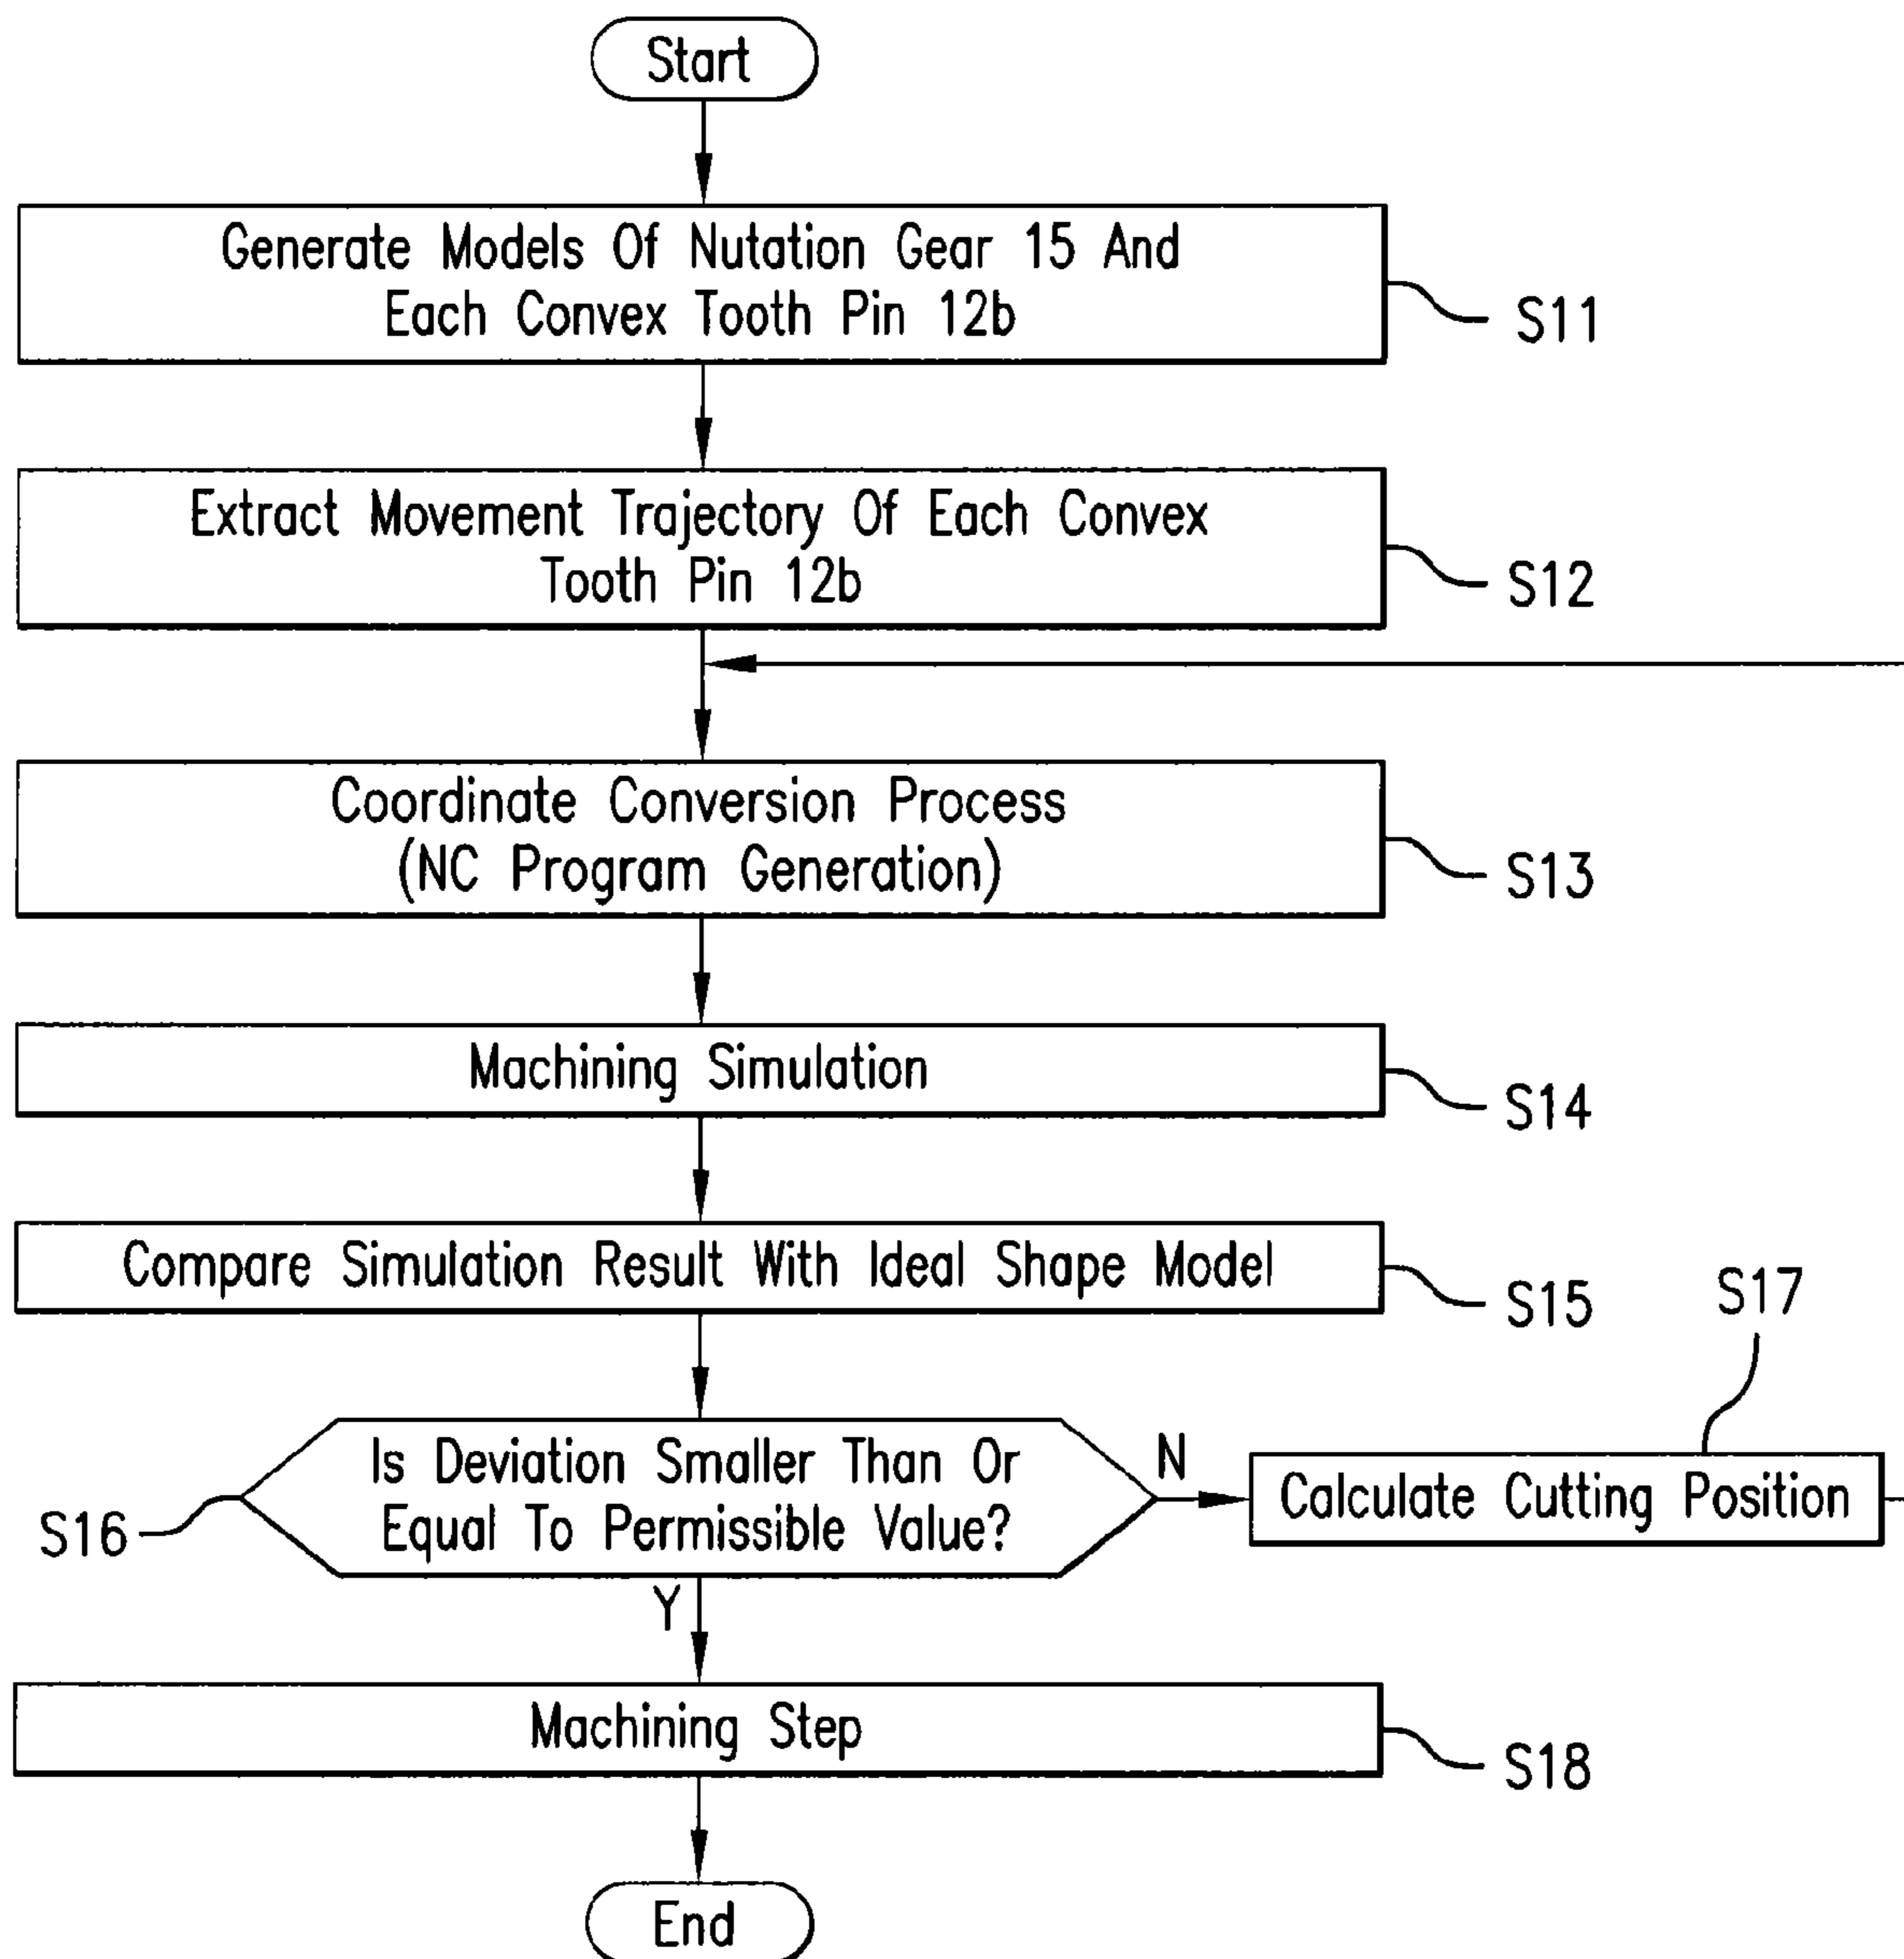 Start
Generate Models Of Nutation Gear 15 And
Each Convex Tooth Pin 12b
S11
Extract Movement Trajectory Of Each Convex
Tooth Pin 12b
S12
Coordinate Conversion Process
(NC Program Generation)
S13
Machining Simulation
S14
Compare Simulation Result With Ideal Shape Model
S15
S17
Is Deviation Smaller Than Or
Equal To Permissible Value?
S16
N
Calculate Cutting Position
Y
Machining Step
S18
End